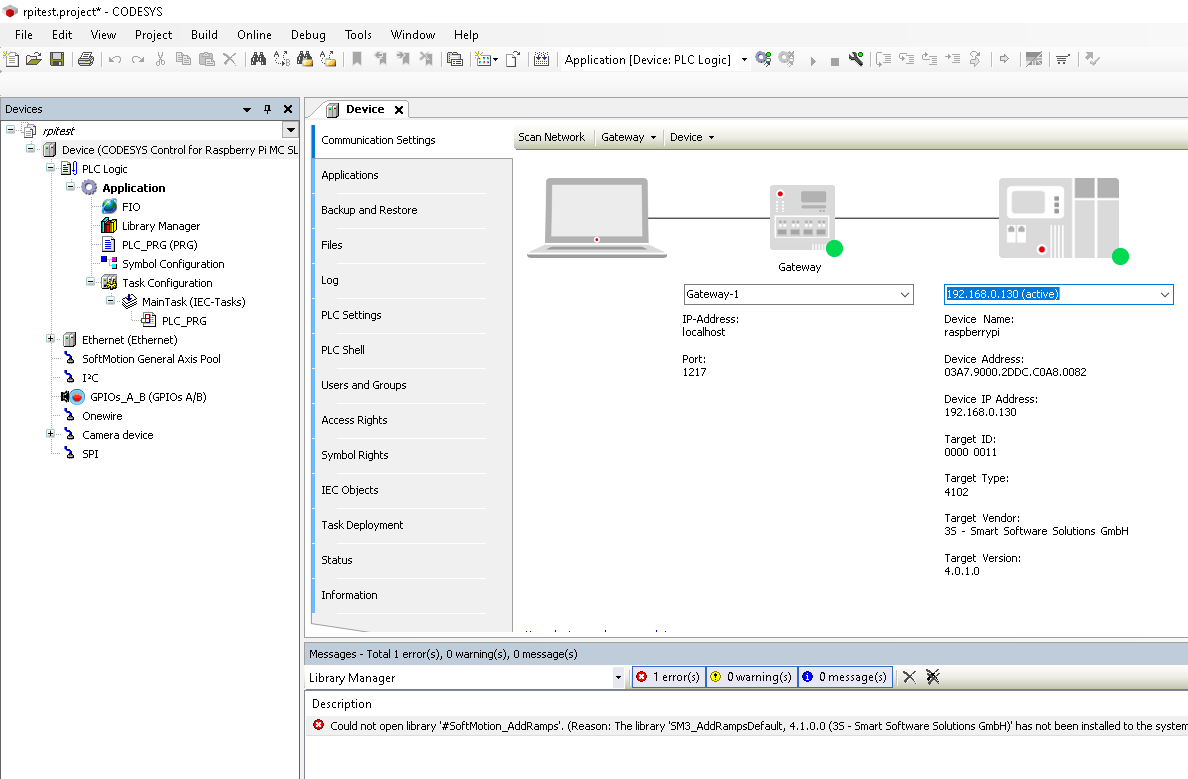 rpitest.project* - CODESYS
File Edit View Project Build Online Debug Tools Window Help
Application [Device: PLC Logic]
Devices
rpitest
Device (CODESYS Control for Raspberry Pi MC SL
PLC Logic
Application
FIO
Library Manager
PLC_PRG (PRG)
Symbol Configuration
Task Configuration
MainTask (IEC-Tasks)
PLC_PRG
Ethernet (Ethernet)
SoftMotion General Axis Pool
I²C
GPIOs_A_B (GPIOs A/B)
Onewire
Camera device
SPI
Device
Communication Settings
Applications
Backup and Restore
Files
Log
PLC Settings
PLC Shell
Users and Groups
Access Rights
Symbol Rights
IEC Objects
Task Deployment
Status
Information
Scan Network Gateway Device
Gateway
Gateway-1
IP-Address:
localhost
Port:
1217
192.168.0.130 (active)
Device Name:
raspberrypi
Device Address:
03A7.9000.2DDC.C0A8.0082
Device IP Address:
192.168.0.130
Target ID:
0000 0011
Target Type:
4102
Target Vendor:
3S - Smart Software Solutions GmbH
Target Version:
4.0.1.0
Messages - Total 1 error(s), 0 warning(s), 0 message(s)
Library Manager 1 error(s) 0 warning(s) 0 message(s)
Description
Could not open library '#SoftMotion_AddRamps'. (Reason: The library 'SM3_AddRampsDefault, 4.1.0.0 (3S - Smart Software Solutions GmbH)' has not been installed to the system